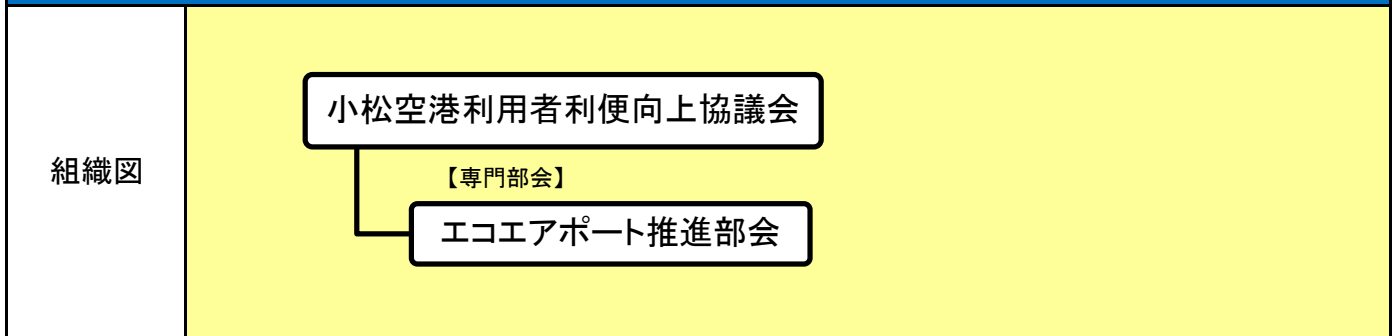 組織図
小松空港利用者利便向上協議会
【専門部会】
エコエアポート推進部会